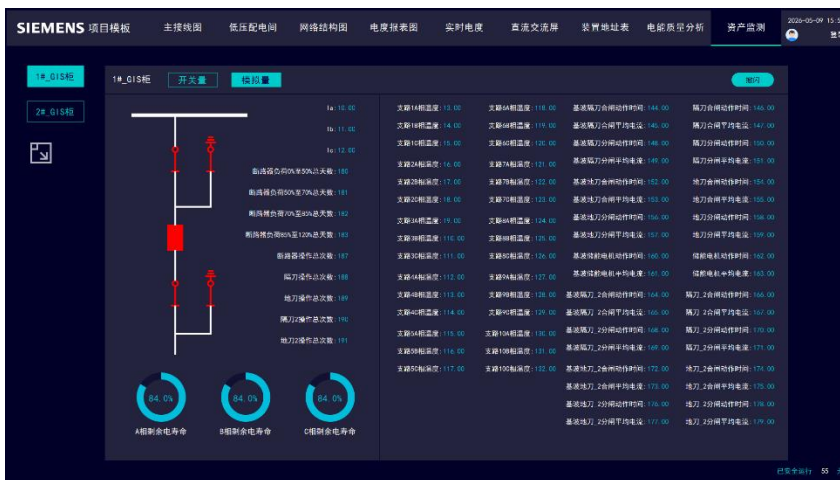 SIEMENS 项目模板 主接线图 低压配电间 网络结构图 电度报表图 实时电度 直流交流屏 装置地址表 电能质量分析 资产监测 2026-05-09 15:5
1#_GIS柜 1#_GIS柜 开关量 模拟量
2#_GIS柜
Ia: 10.00 支路1A相温度: 13.00 支路6A相温度: 118.00 基波隔刀合闸动作时间: 144.00 隔刀合闸动作时间: 146.00
Ib: 11.00 支路1B相温度: 14.00 支路6B相温度: 119.00 基波隔刀合闸平均电流: 145.00 隔刀合闸平均电流: 147.00
Ic: 12.00 支路1C相温度: 15.00 支路6C相温度: 120.00 基波隔刀分闸动作时间: 148.00 隔刀分闸动作时间: 150.00
断路器负荷0%至50%总天数: 180 支路2A相温度: 16.00 支路7A相温度: 121.00 基波隔刀分闸平均电流: 149.00 隔刀分闸平均电流: 151.00
断路器负荷50%至70%总天数: 181 支路2B相温度: 17.00 支路7B相温度: 122.00 基波地刀合闸动作时间: 152.00 地刀合闸动作时间: 154.00
断路器负荷70%至85%总天数: 182 支路2C相温度: 18.00 支路7C相温度: 123.00 基波地刀合闸平均电流: 153.00 地刀合闸平均电流: 155.00
断路器负荷85%至120%总天数: 183 支路3A相温度: 19.00 支路8A相温度: 124.00 基波地刀分闸动作时间: 156.00 地刀分闸动作时间: 158.00
断路器操作总次数: 187 支路3B相温度: 110.00 支路8B相温度: 125.00 基波地刀分闸平均电流: 157.00 地刀分闸平均电流: 159.00
隔刀操作总次数: 188 支路3C相温度: 111.00 支路8C相温度: 126.00 基波储能电机动作时间: 160.00 储能电机动作时间: 162.00
地刀操作总次数: 189 支路4A相温度: 112.00 支路9A相温度: 127.00 基波储能电机平均电流: 161.00 储能电机平均电流: 163.00
隔刀2操作总次数: 190 支路4B相温度: 113.00 支路9B相温度: 128.00 基波隔刀_2合闸动作时间: 164.00 隔刀_2合闸动作时间: 166.00
地刀2操作总次数: 191 支路4C相温度: 114.00 支路9C相温度: 129.00 基波隔刀_2合闸平均电流: 165.00 隔刀_2合闸平均电流: 167.00
支路5A相温度: 115.00 支路10A相温度: 130.00 基波隔刀_2分闸动作时间: 168.00 隔刀_2分闸动作时间: 170.00
支路5B相温度: 116.00 支路10B相温度: 131.00 基波隔刀_2分闸平均电流: 169.00 隔刀_2分闸平均电流: 171.00
支路5C相温度: 117.00 支路10C相温度: 132.00 基波地刀_2合闸动作时间: 172.00 地刀_2合闸动作时间: 174.00
基波地刀_2合闸平均电流: 173.00 地刀_2合闸平均电流: 175.00
基波地刀_2分闸动作时间: 176.00 地刀_2分闸动作时间: 178.00
基波地刀_2分闸平均电流: 177.00 地刀_2分闸平均电流: 179.00
84.0% 84.0% 84.0%
A相剩余电寿命 B相剩余电寿命 C相剩余电寿命
已安全运行 55